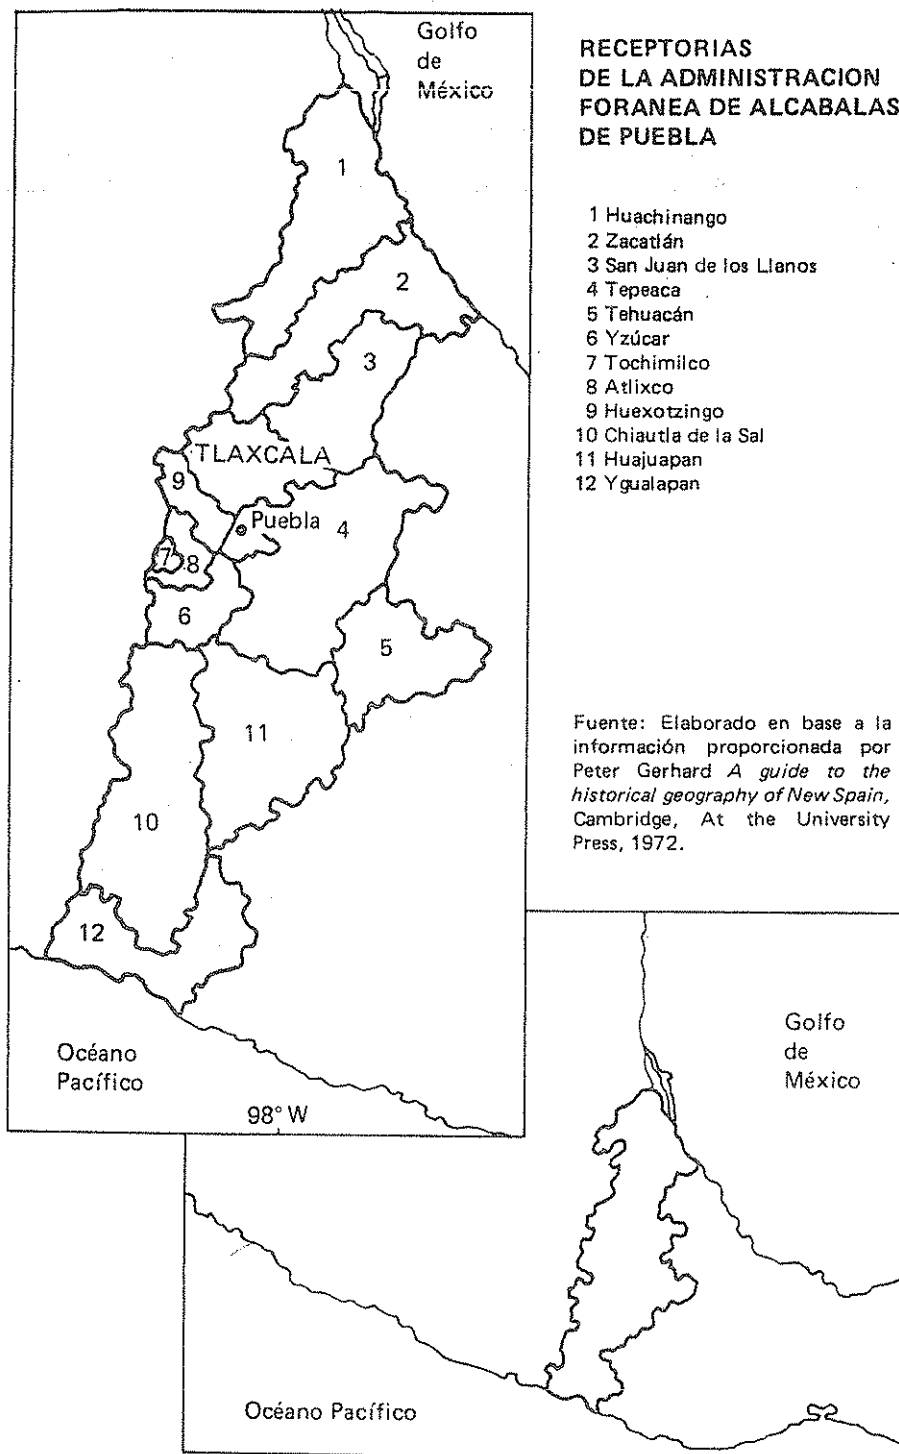 Golfo
de
México
RECEPTORIAS
DE LA ADMINISTRACION
FORANEA DE ALCABALAS
DE PUEBLA
1 Huachinango
2 Zacatlán
3 San Juan de los Llanos
4 Tepeaca
5 Tehuacán
6 Yzúcar
7 Tochimilco
8 Atlixco
9 Huexotzingo
10 Chiautla de la Sal
11 Huajuapan
12 Ygualapan
1
2
3
TLAXCALA
9
Puebla
4
7
8
6
5
11
10
12
Océano
Pacífico
98° W
Fuente: Elaborado en base a la
información proporcionada por
Peter Gerhard A guide to the
historical geography of New Spain,
Cambridge, At the University
Press, 1972.
Golfo
de
México
Océano Pacífico